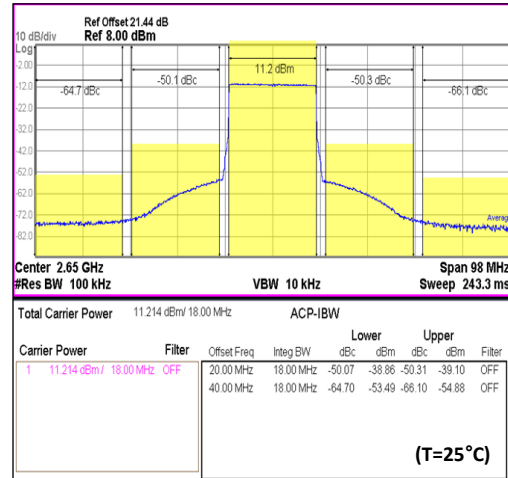 Ref Offset 21.44 dB
10 dB/div Ref 8.00 dBm
Log
-2.00
-12.0
-22.0
-32.0
-42.0
-52.0
-62.0
-72.0
-82.0
-64.7 dBc
-50.1 dBc
11.2 dBm
-50.3 dBc
-66.1 dBc
Average
Center 2.65 GHz Span 98 MHz
#Res BW 100 kHz VBW 10 kHz Sweep 243.3 ms
Total Carrier Power 11.214 dBm/ 18.00 MHz ACP-IBW
Lower Upper
Carrier Power Filter Offset Freq Integ BW dBc dBm dBc dBm Filter
1 11.214 dBm / 18.00 MHz OFF 20.00 MHz 18.00 MHz -50.07 -38.86 -50.31 -39.10 OFF
40.00 MHz 18.00 MHz -64.70 -53.49 -66.10 -54.88 OFF
(T=25°C)